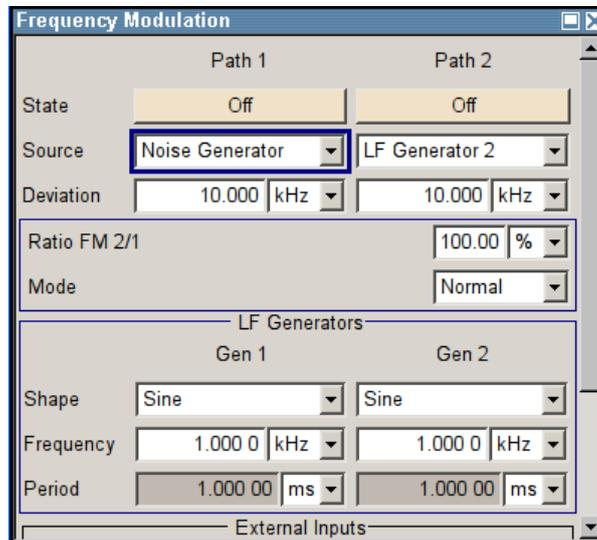 Frequency Modulation
Path 1 Path 2
State Off Off
Source Noise Generator LF Generator 2
Deviation 10.000 kHz 10.000 kHz
Ratio FM 2/1 100.00 %
Mode Normal
LF Generators
Gen 1 Gen 2
Shape Sine Sine
Frequency 1.000 0 kHz 1.000 0 kHz
Period 1.000 00 ms 1.000 00 ms
External Inputs